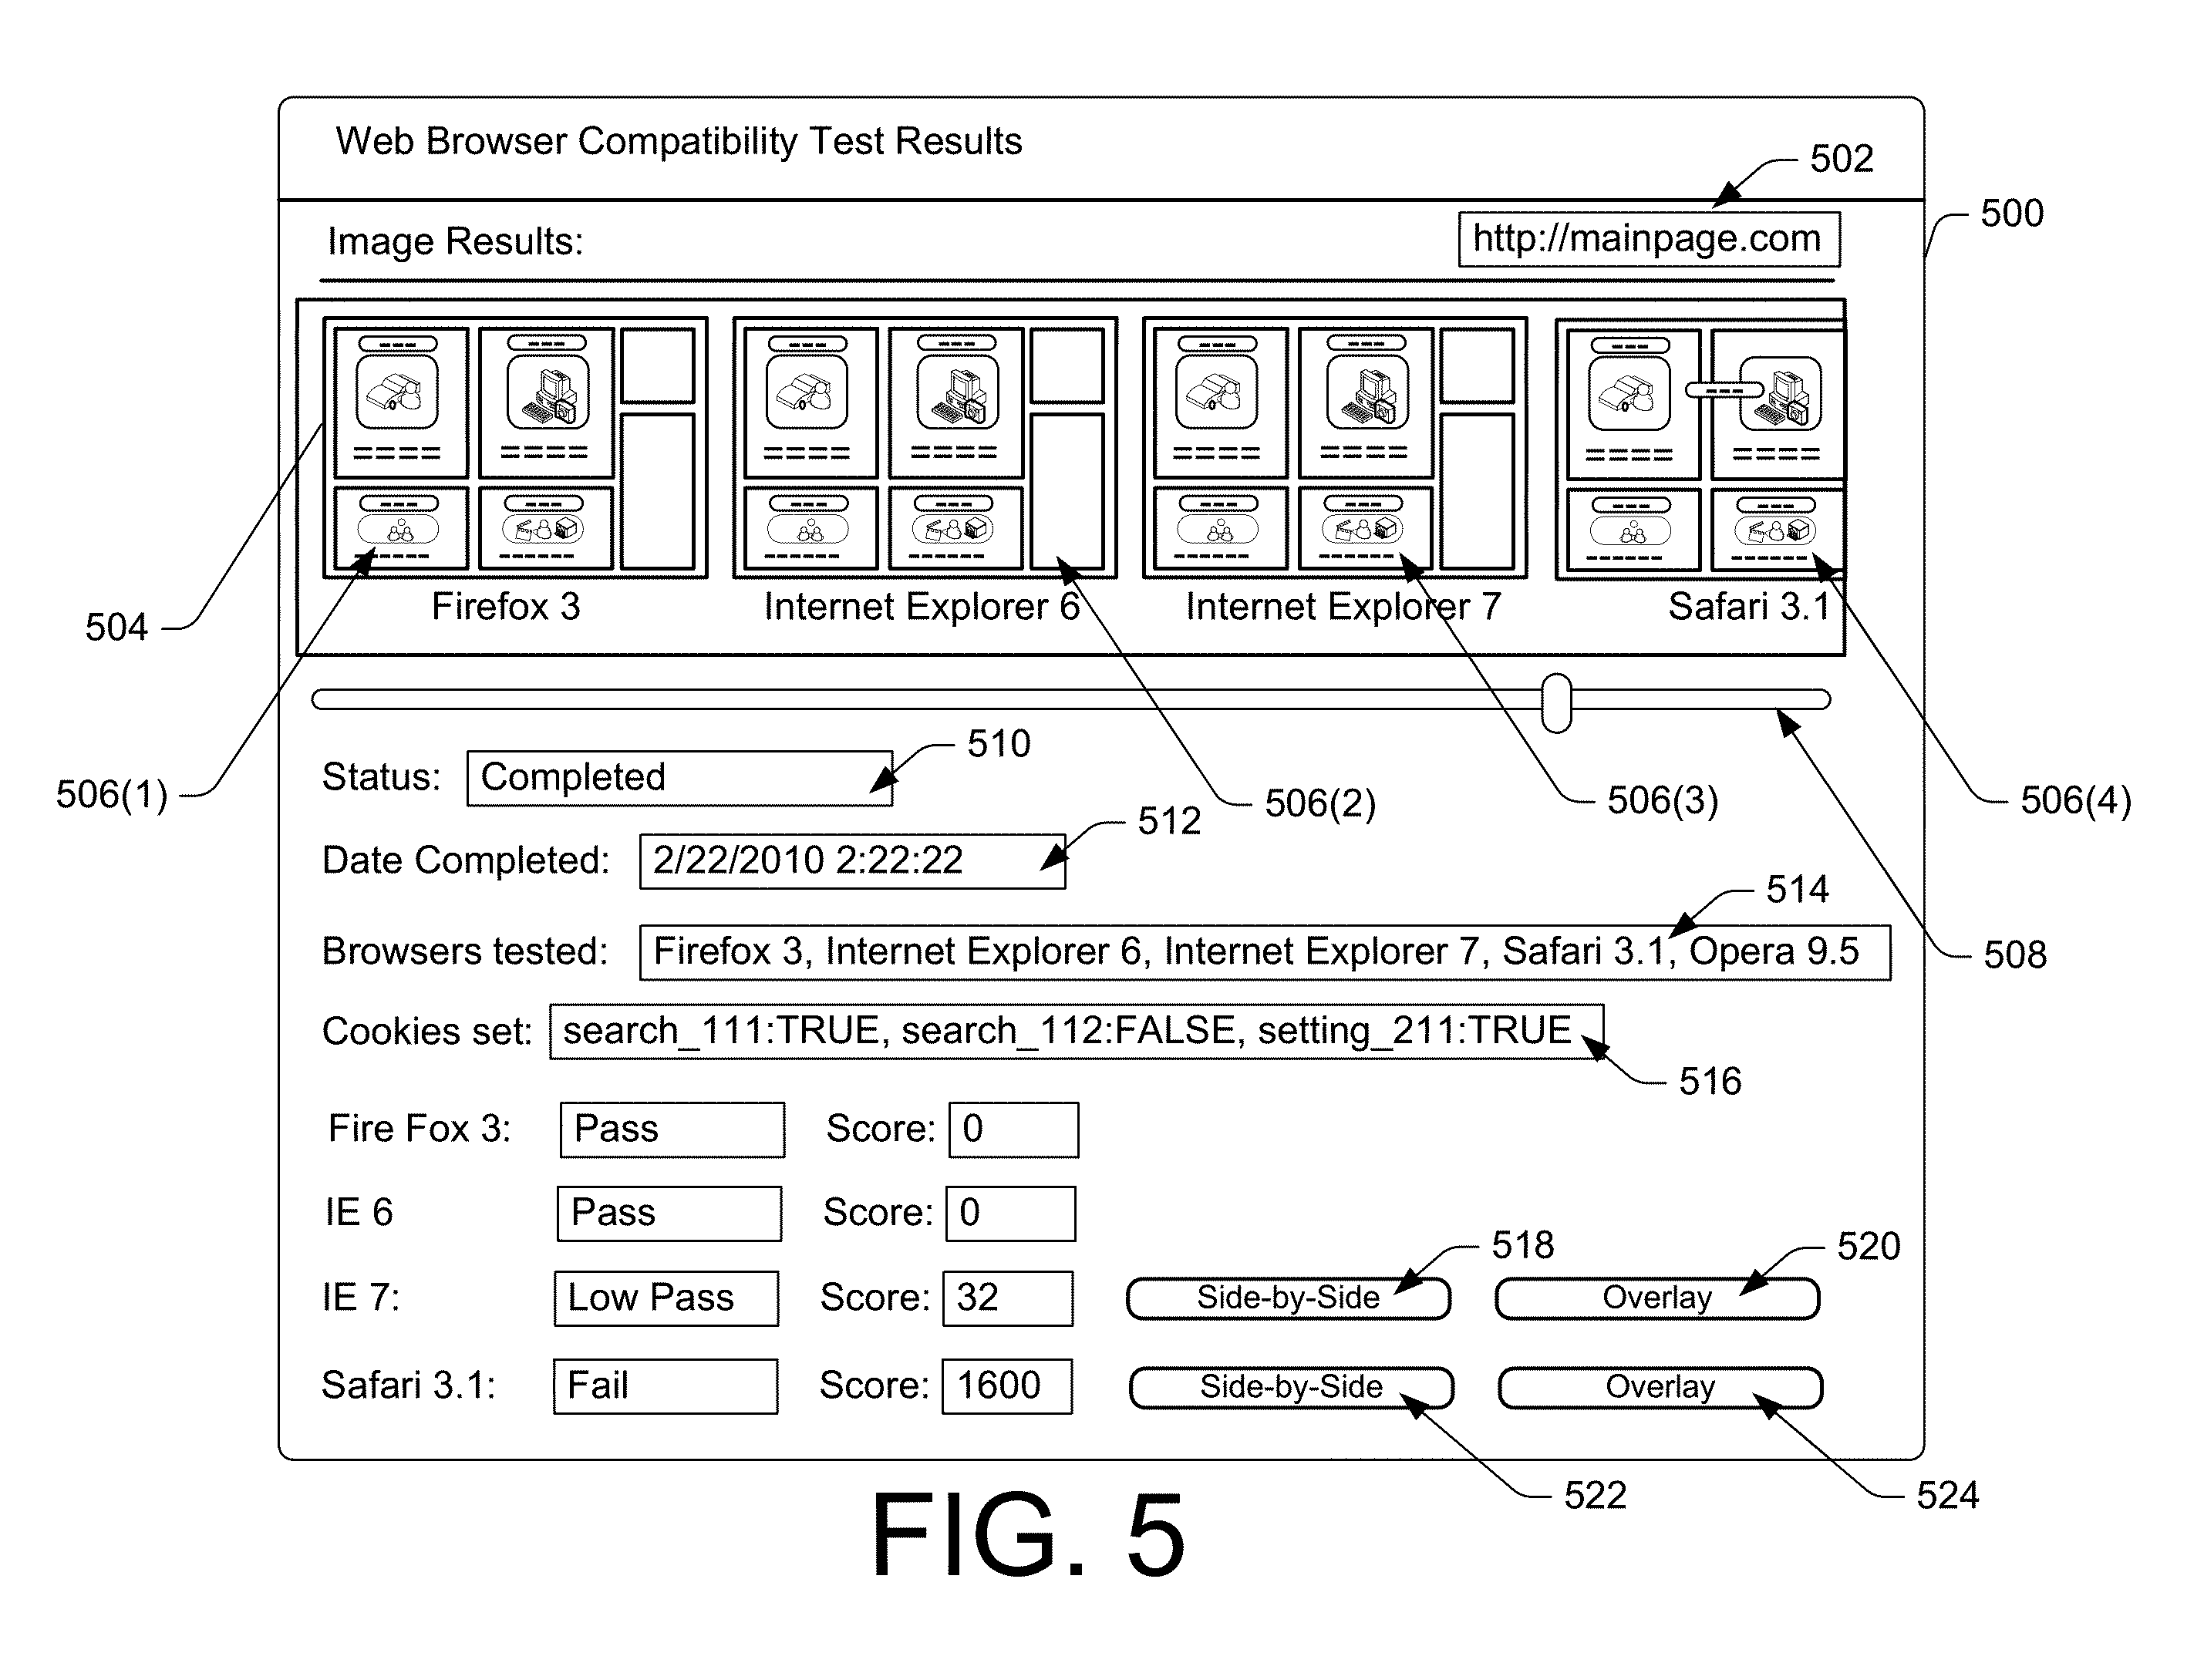 Web Browser Compatibility Test Results
502
500
Image Results:
http://mainpage.com
Firefox 3
Internet Explorer 6
Internet Explorer 7
Safari 3.1
504
506(1)
506(2)
506(3)
506(4)
Status: Completed
510
Date Completed: 2/22/2010 2:22:22
512
514
Browsers tested: Firefox 3, Internet Explorer 6, Internet Explorer 7, Safari 3.1, Opera 9.5
508
Cookies set: search_111:TRUE, search_112:FALSE, setting_211:TRUE
516
Fire Fox 3: Pass Score: 0
IE 6 Pass Score: 0
518
520
IE 7: Low Pass Score: 32 Side-by-Side Overlay
Safari 3.1: Fail Score: 1600 Side-by-Side Overlay
522
524
FIG. 5